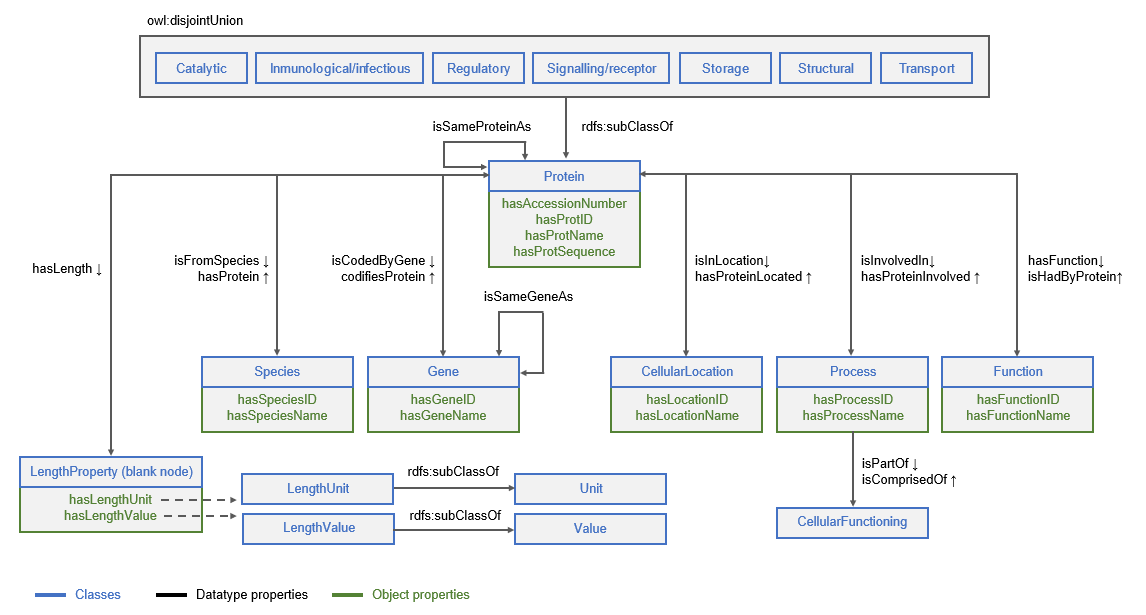 owl:disjointUnion
Catalytic
Inmunological/infectious
Regulatory
Signalling/receptor
Storage
Structural
Transport
isSameProteinAs
rdfs:subClassOf
Protein
hasAccessionNumber
hasProtID
hasProtName
hasProtSequence
hasLength ↓
isFromSpecies ↓
hasProtein ↑
isCodedByGene ↓
codifiesProtein ↑
isInLocation↓
hasProteinLocated ↑
isInvolvedIn↓
hasProteinInvolved ↑
hasFunction↓
isHadByProtein↑
isSameGeneAs
Species
hasSpeciesID
hasSpeciesName
Gene
hasGeneID
hasGeneName
CellularLocation
hasLocationID
hasLocationName
Process
hasProcessID
hasProcessName
Function
hasFunctionID
hasFunctionName
LengthProperty (blank node)
hasLengthUnit
hasLengthValue
LengthUnit
rdfs:subClassOf
Unit
LengthValue
rdfs:subClassOf
Value
isPartOf ↓
isComprisedOf ↑
CellularFunctioning
Classes
Datatype properties
Object properties